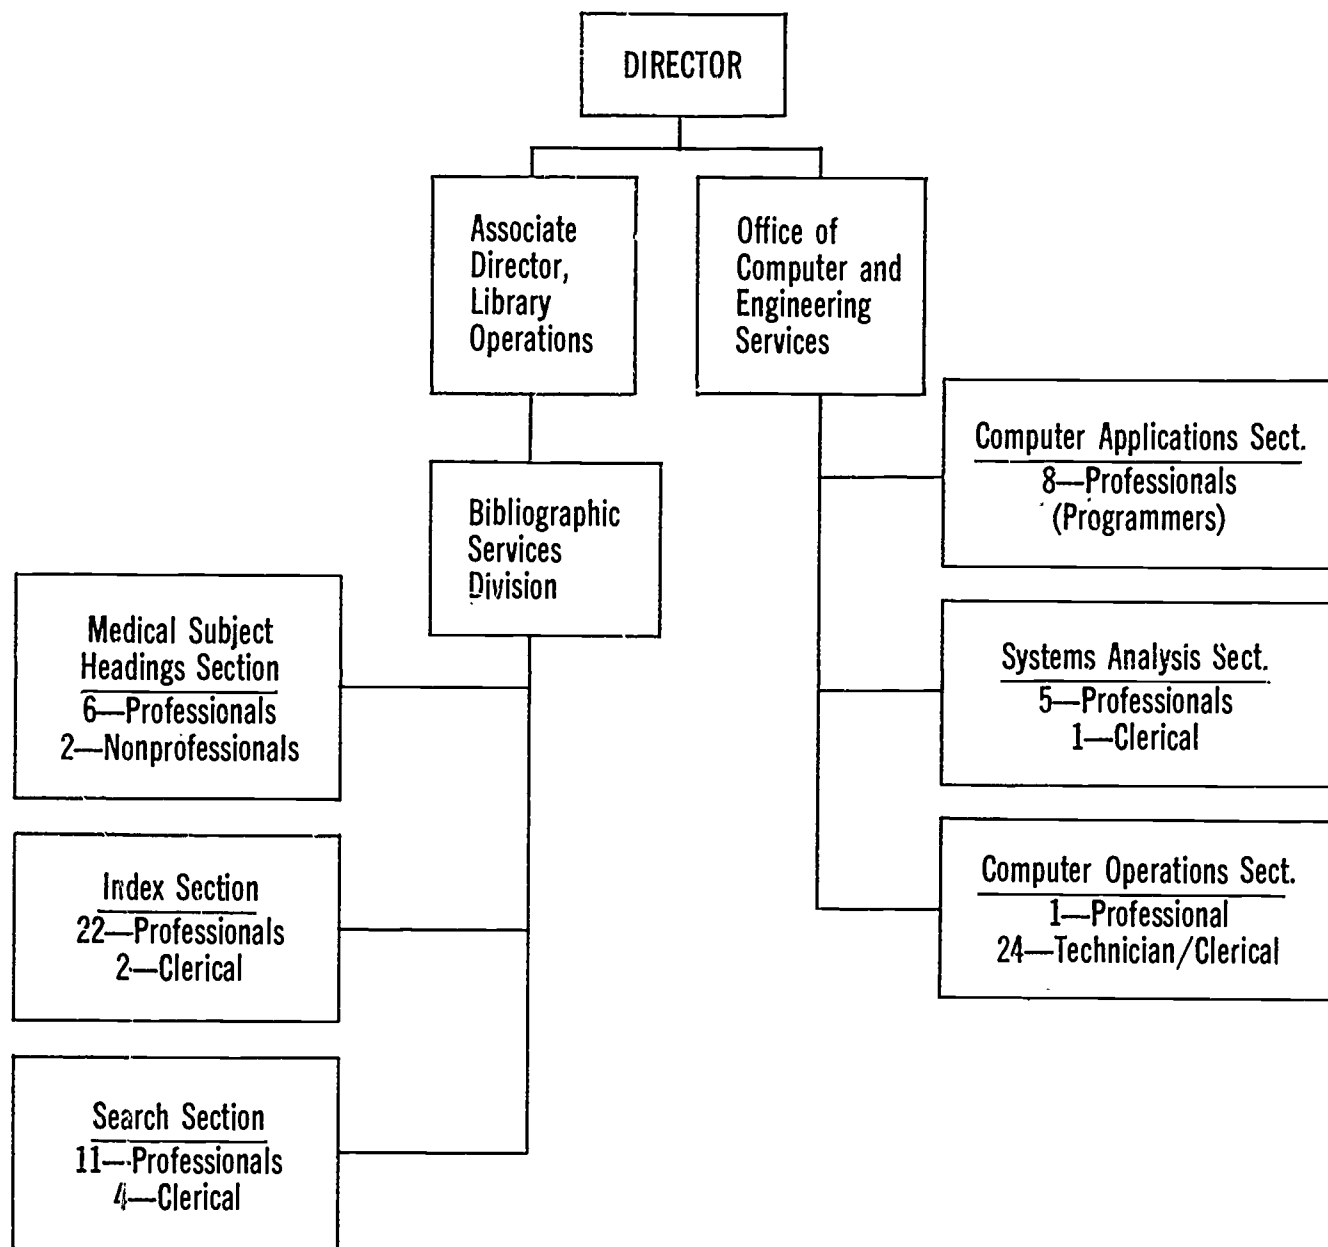 DIRECTOR
Associate
Director,
Library
Operations
Office of
Computer and
Engineering
Services
Bibliographic
Services
Division
Medical Subject
Headings Section
6—Professionals
2—Nonprofessionals
Index Section
22—Professionals
2—Clerical
Search Section
11—Professionals
4—Clerical
Computer Applications Sect.
8—Professionals
(Programmers)
Systems Analysis Sect.
5—Professionals
1—Clerical
Computer Operations Sect.
1—Professional
24—Technician/Clerical